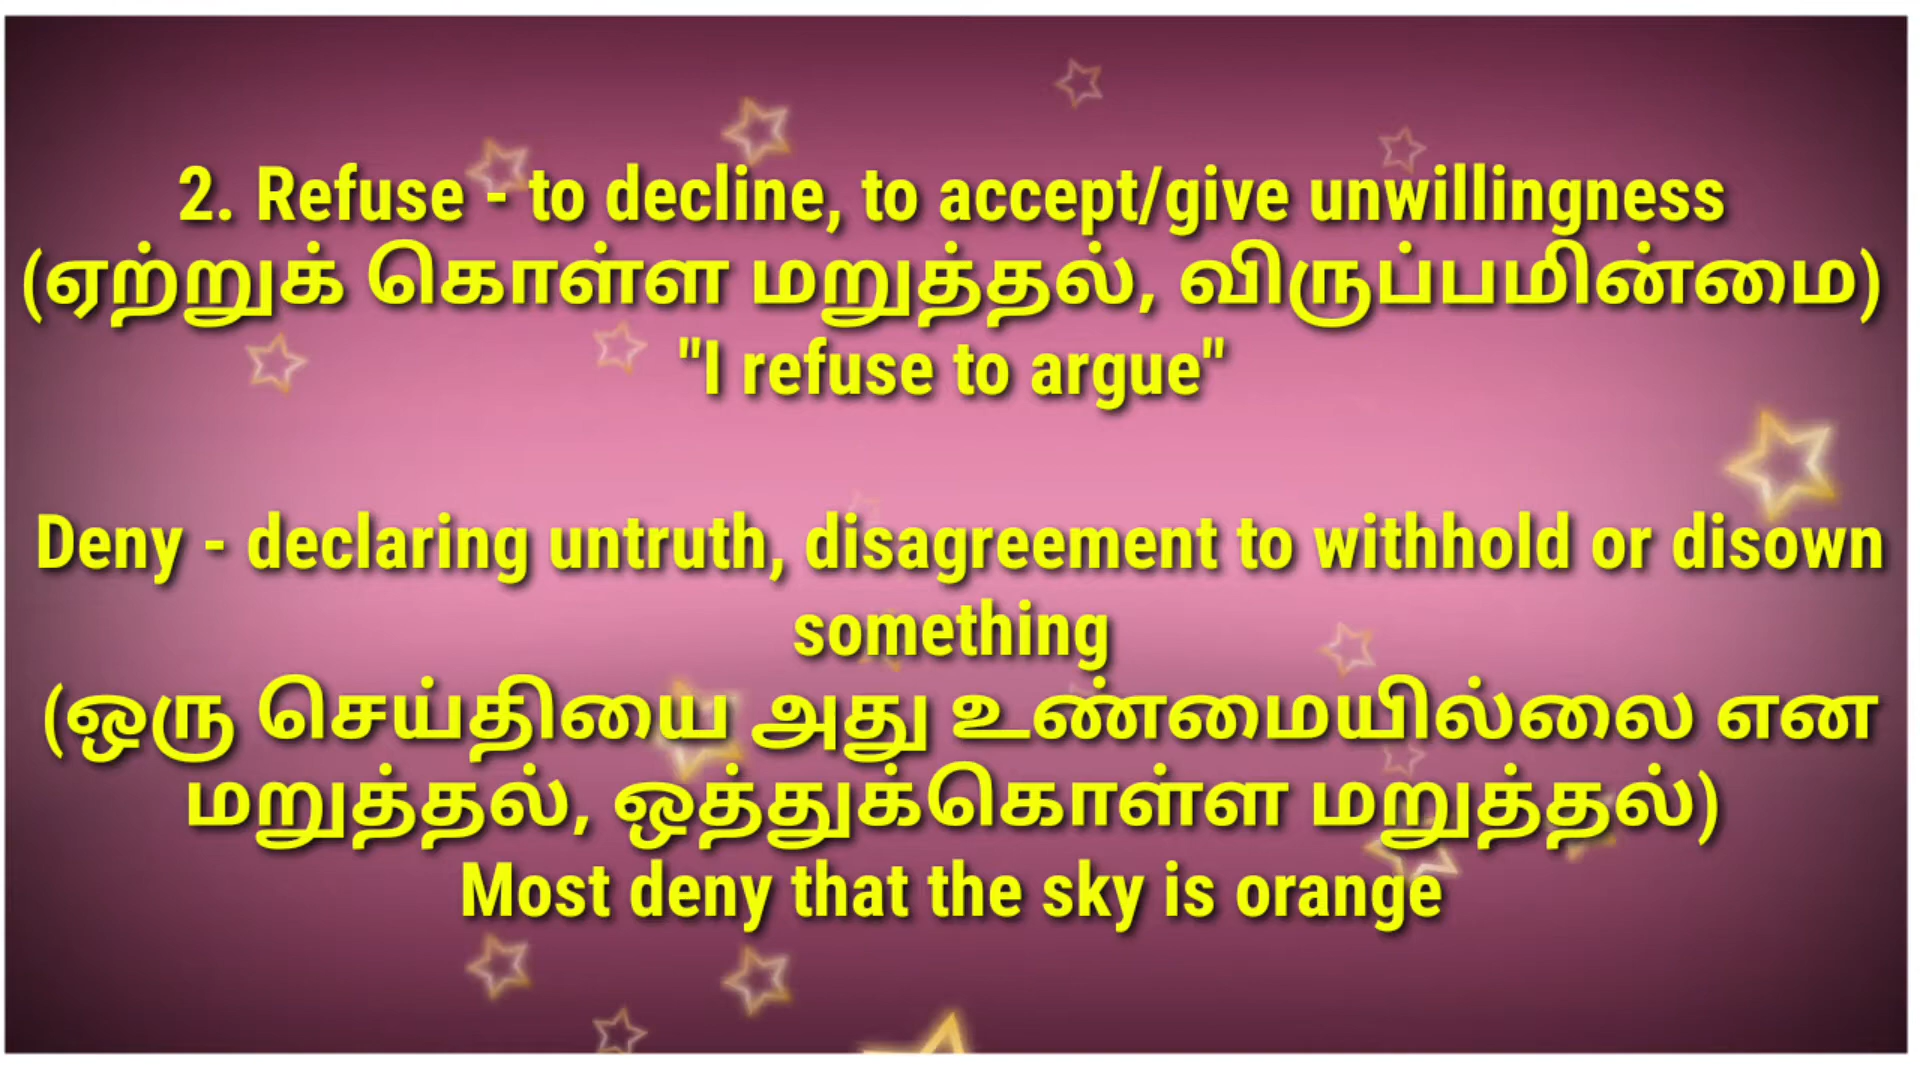 2. Refuse - to decline, to accept/give unwillingness
(ஏற்றுக் கொள்ள மறுத்தல், விருப்பமின்மை)
"I refuse to argue"
Deny - declaring untruth, disagreement to withhold or disown
something
(ஒரு செய்தியை அது உண்மையில்லை என
மறுத்தல், ஒத்துக்கொள்ள மறுத்தல்)
Most deny that the sky is orange